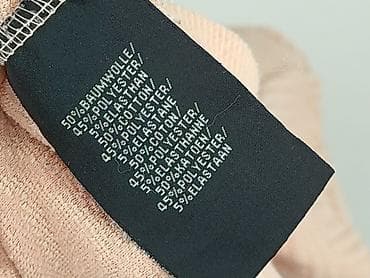 50%BAUMWOLLE/
45%POLYESTER/
5%ELASTHAN
50%COTTON/
45%POLYESTER/
5%ELASTANE
50%COTON/
45%POLYESTER/
5%ELASTHANNE
50%KATOEN/
45%POLYESTER/
5%ELASTAAN